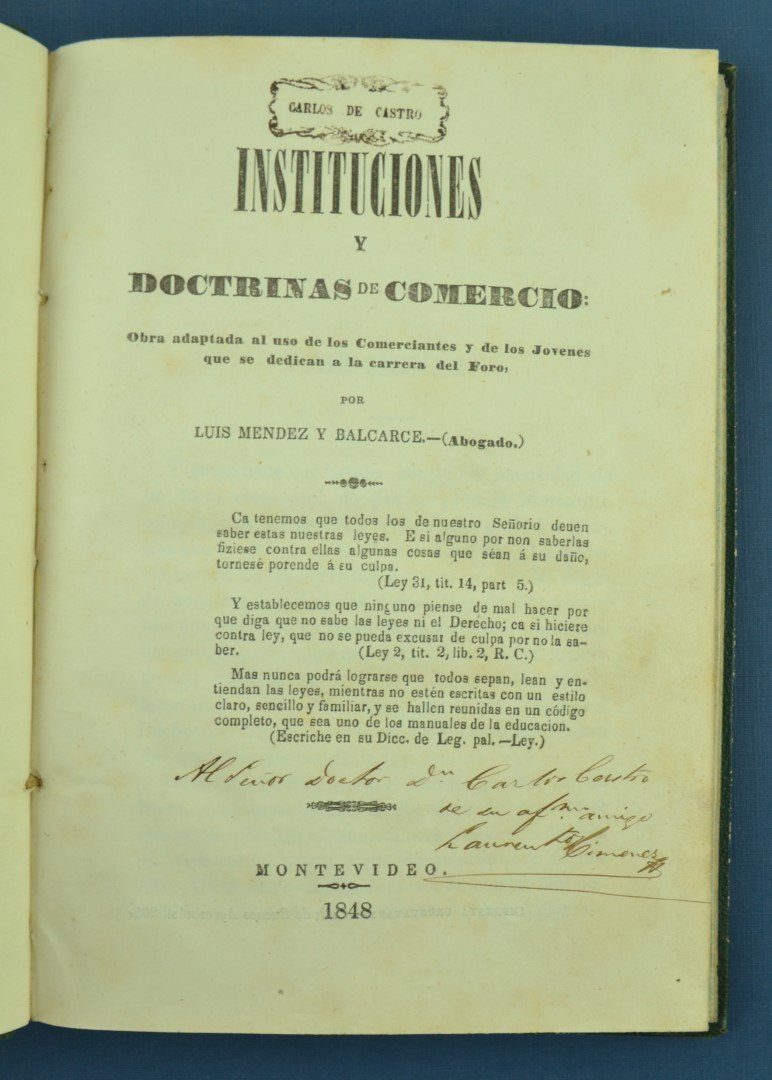 CARLOS DE CASTRO
INSTITUCIONES
Y
DOCTRINAS DE COMERCIO:
Obra adaptada al uso de los Comerciantes y de los Jovenes
que se dedican a la carrera del Foro,
POR
LUIS MENDEZ Y BALCARCE.—(Abogado.)
Ca tenemos que todos los de nuestro Señorio deuen
saber estas nuestras leyes. E si alguno por non saberlas
fiziese contra ellas algunas cosas que séan á su daño,
tornesé porende á su culpa.
(Ley 31, tit. 14, part 5.)
Y establecemos que ninguno piense de mal hacer por
que diga que no sabe las leyes ni el Derecho; ca si hiciere
contra ley, que no se pueda excusar de culpa por no la sa-
ber. (Ley 2, tit. 2, lib. 2, R. C.)
Mas nunca podrá lograrse que todos sepan, lean y en-
tiendan las leyes, mientras no estén escritas con un estilo
claro, sencillo y familiar, y se hallen reunidas en un código
completo, que sea uno de los manuales de la educacion.
(Escriche en su Dicc. de Leg. pal. —Ley.)
Al Señor Doctor Dn Carlos Castro
de su afmo amigo
Laurento Gimenez
MONTEVIDEO.
1848